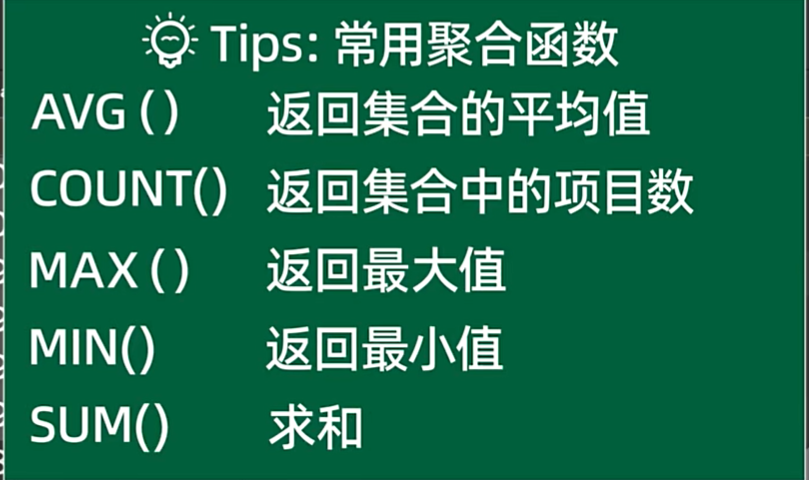 Tips: 常用聚合函数
AVG () 返回集合的平均值
COUNT() 返回集合中的项目数
MAX () 返回最大值
MIN() 返回最小值
SUM() 求和